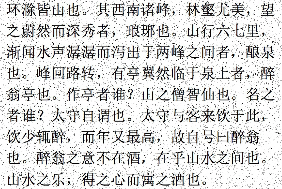 环滁皆山也。其西南诸峰，林壑尤美，望
之蔚然而深秀者，琅琊也。山行六七里，
渐闻水声潺潺而泻出于两峰之间者，酿泉
也。峰回路转，有亭翼然临于泉上者，醉
翁亭也。作亭者谁？山之僧智仙也。名之
者谁？太守自谓也。太守与客来饮于此，
饮少辄醉，而年又最高，故自号曰醉翁
也。醉翁之意不在酒，在乎山水之间也。
山水之乐，得之心而寓之酒也。